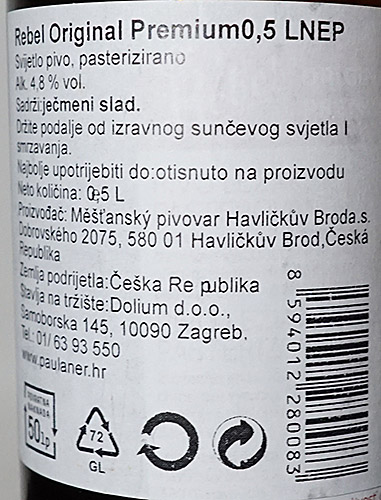 Rebel Original Premium0,5 LNEP
Svijetlo pivo, pasterizirano
Alk. 4,8 % vol.
Sadrži:ječmeni slad.
Držite podalje od izravnog sunčevog svjetla I
smrzavanja.
Najbolje upotrijebiti do:otisnuto na proizvodu
Neto količina: 0,5 L
Proizvođač: Měšťanský pivovar Havlíčkův Broda.s.
Dobrovského 2075, 580 01 Havlíčkův Brod,Česká
Republika
Zemlja podrijetla:Češka Re publika
Stavlja na tržište:Dolium d.o.o.,
Samoborska 145, 10090 Zagreb.
Tel.: 01/ 63 93 550
www.paulaner.hr
POVRATNA
NAKNADA
50lp
72
GL
8 594012 280083